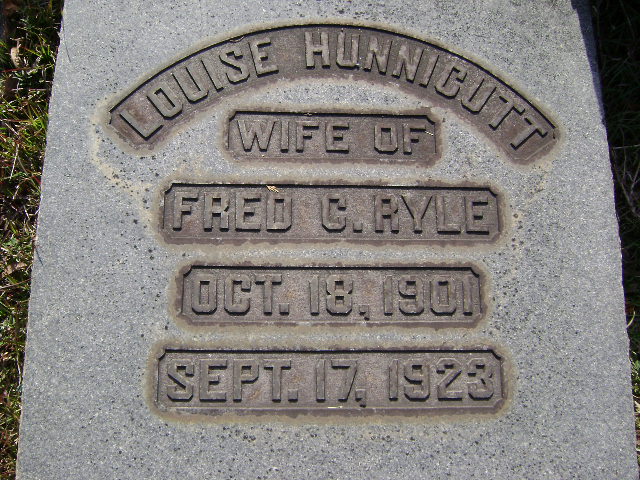 LOUISE HUNNICUTT
WIFE OF
FRED C. RYLE
OCT. 18, 1901
SEPT. 17, 1923